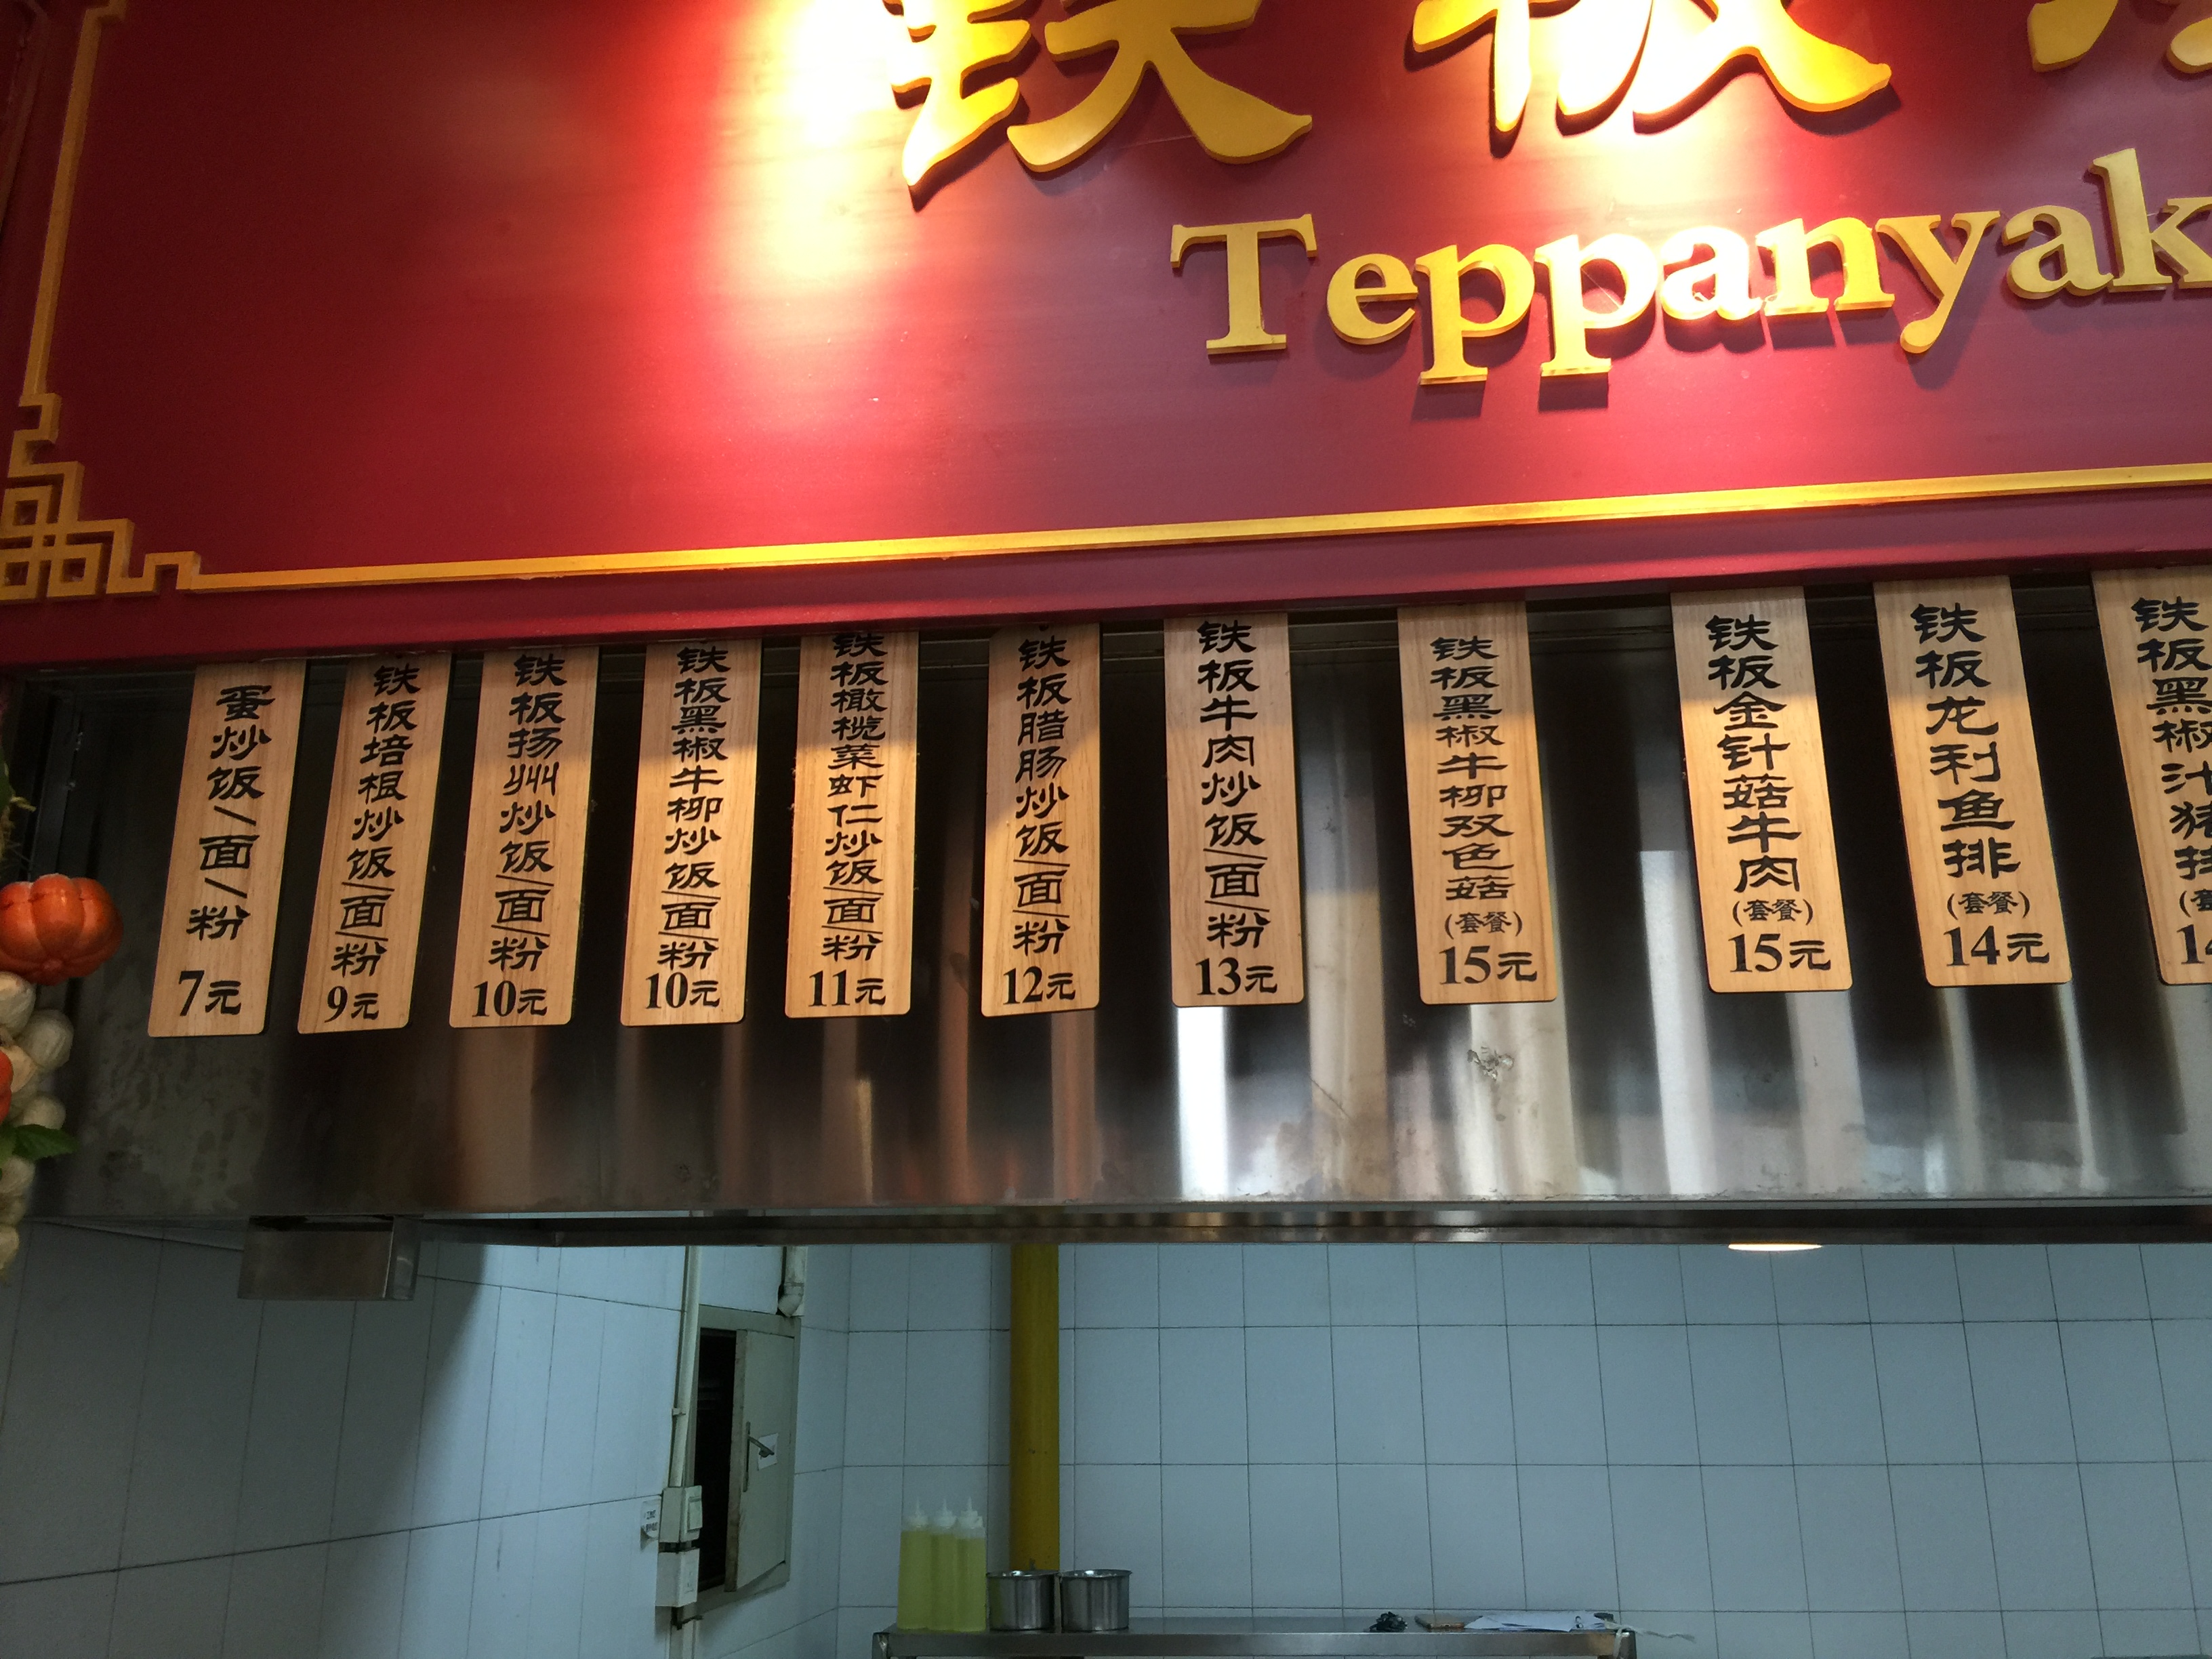 铁板
Teppanyak
蛋炒饭/面/粉
7元
铁板培根炒饭/面/粉
9元
铁板扬州炒饭/面/粉
10元
铁板黑椒牛柳炒饭/面/粉
10元
铁板橄榄菜虾仁炒饭/面/粉
11元
铁板腊肠炒饭/面/粉
12元
铁板牛肉炒饭/面/粉
13元
铁板黑椒牛柳双色菇
(套餐)
15元
铁板金针菇牛肉
(套餐)
15元
铁板龙利鱼排
(套餐)
14元
铁板黑椒汁猪